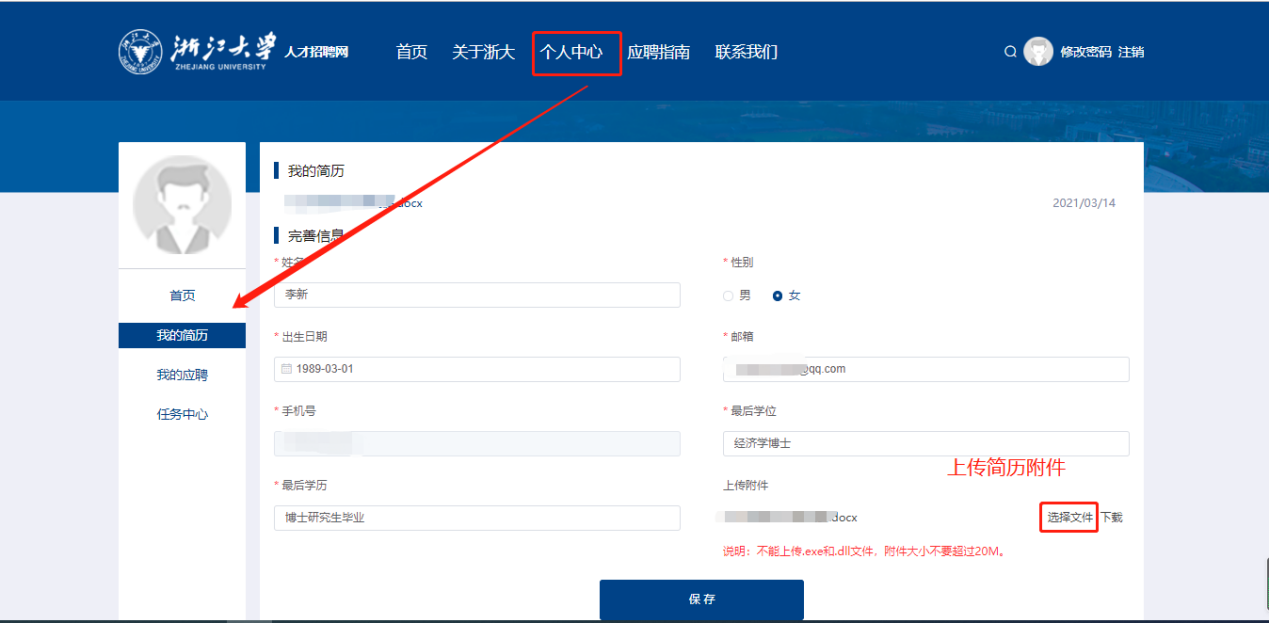 浙江大学 人才招聘网 首页 关于浙大 个人中心 应聘指南 联系我们 修改密码 注销
ZHEJIANG UNIVERSITY
我的简历
.docx 2021/03/14
完善信息
* 姓名 * 性别
首页 李新 男 女
我的简历 * 出生日期 * 邮箱
我的应聘 1989-03-01 @qq.com
任务中心 * 手机号 * 最后学位
经济学博士
上传简历附件
* 最后学历 上传附件
博士研究生毕业 docx 选择文件 下载
说明：不能上传.exe和.dll文件，附件大小不要超过20M。
保存